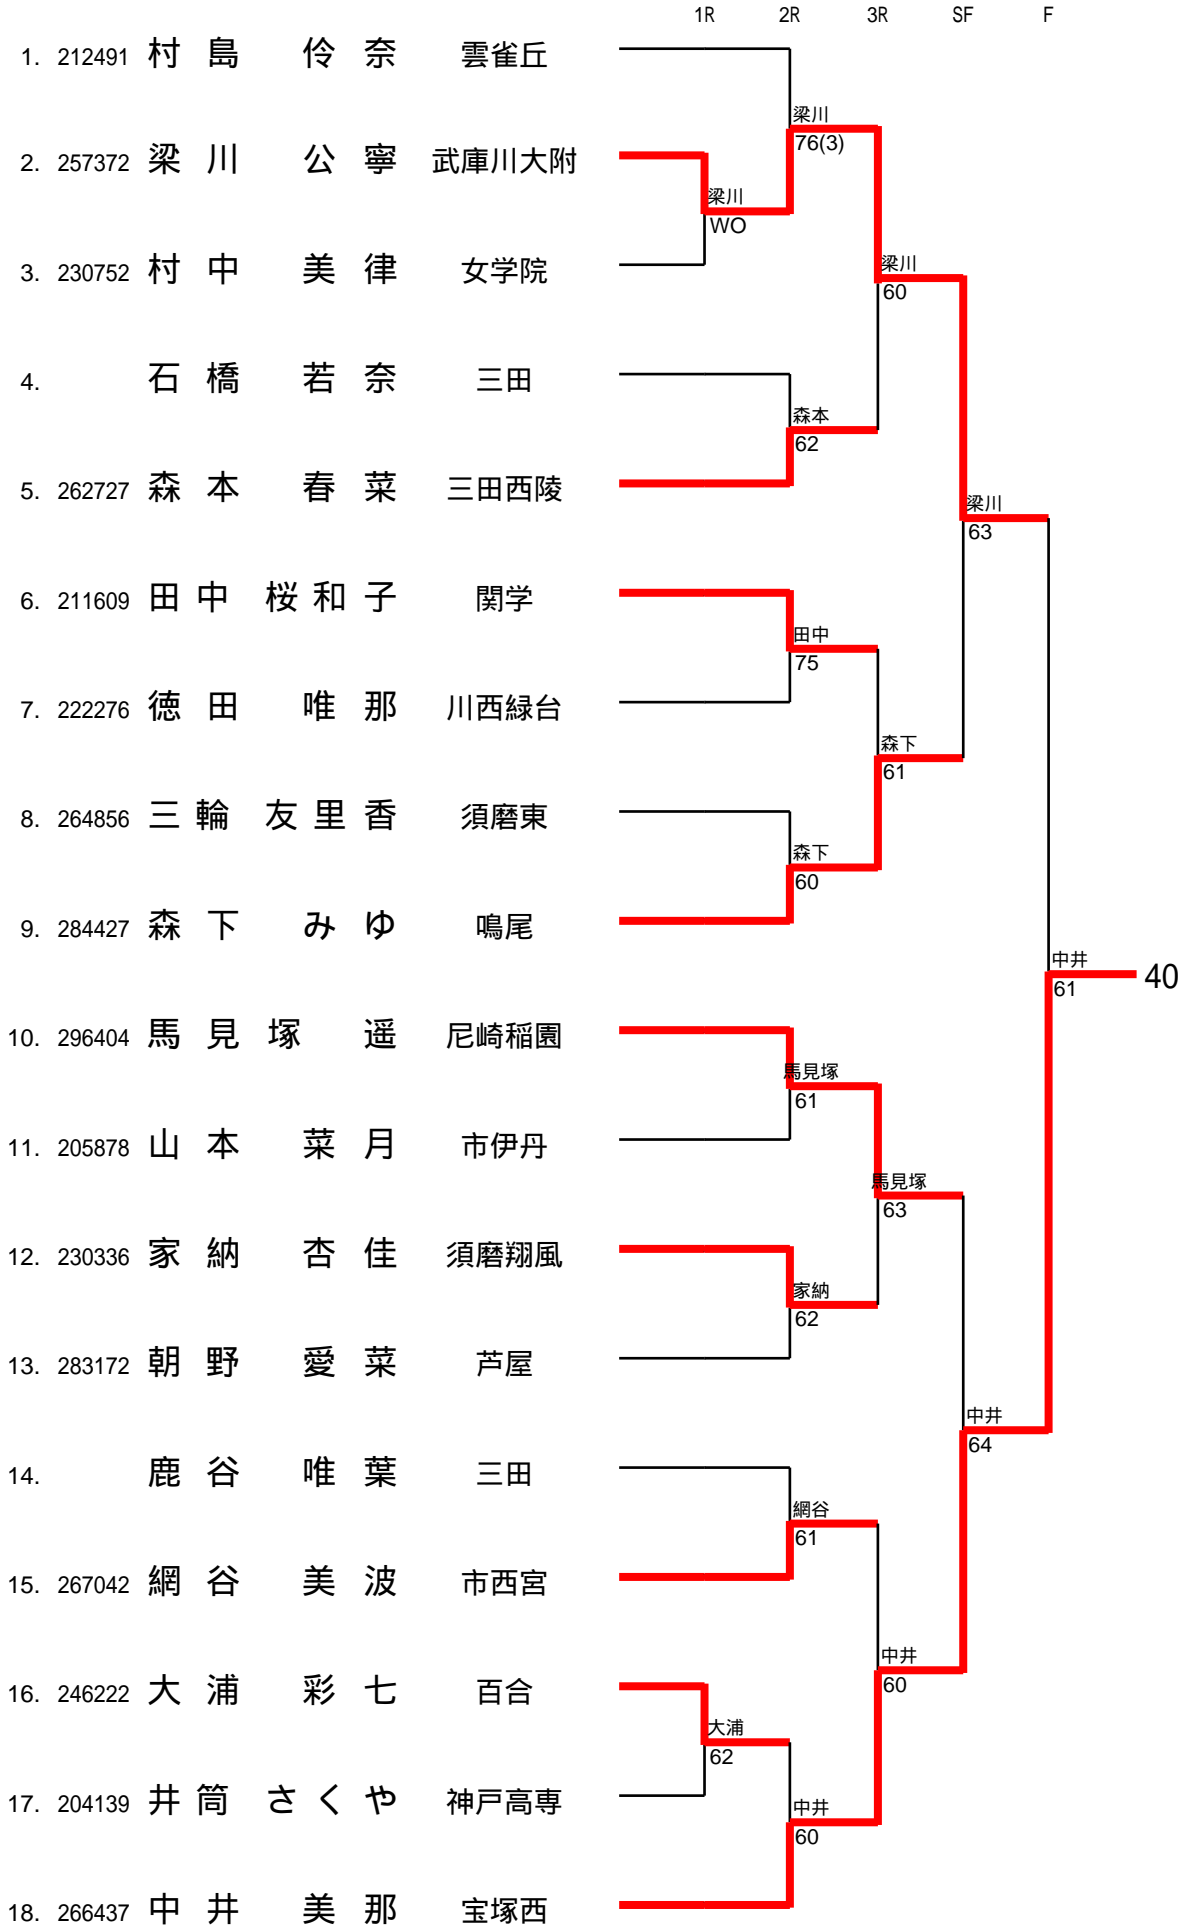 1R 2R 3R SF F
1. 212491 村島 伶奈 雲雀丘
梁川
76(3)
2. 257372 梁川 公寧 武庫川大附
梁川
WO
3. 230752 村中 美律 女学院
梁川
60
4. 石橋 若奈 三田
森本
62
5. 262727 森本 春菜 三田西陵
梁川
63
6. 211609 田中 桜和子 関学
田中
75
7. 222276 徳田 唯那 川西緑台
森下
61
8. 264856 三輪 友里香 須磨東
森下
60
9. 284427 森下 みゆ 鳴尾
中井
61
40
10. 296404 馬見塚 遥 尼崎稲園
馬見塚
61
11. 205878 山本 菜月 市伊丹
馬見塚
63
12. 230336 家納 杏佳 須磨翔風
家納
62
13. 283172 朝野 愛菜 芦屋
中井
64
14. 鹿谷 唯葉 三田
網谷
61
15. 267042 網谷 美波 市西宮
中井
60
16. 246222 大浦 彩七 百合
大浦
62
17. 204139 井筒 さくや 神戸高専
中井
60
18. 266437 中井 美那 宝塚西